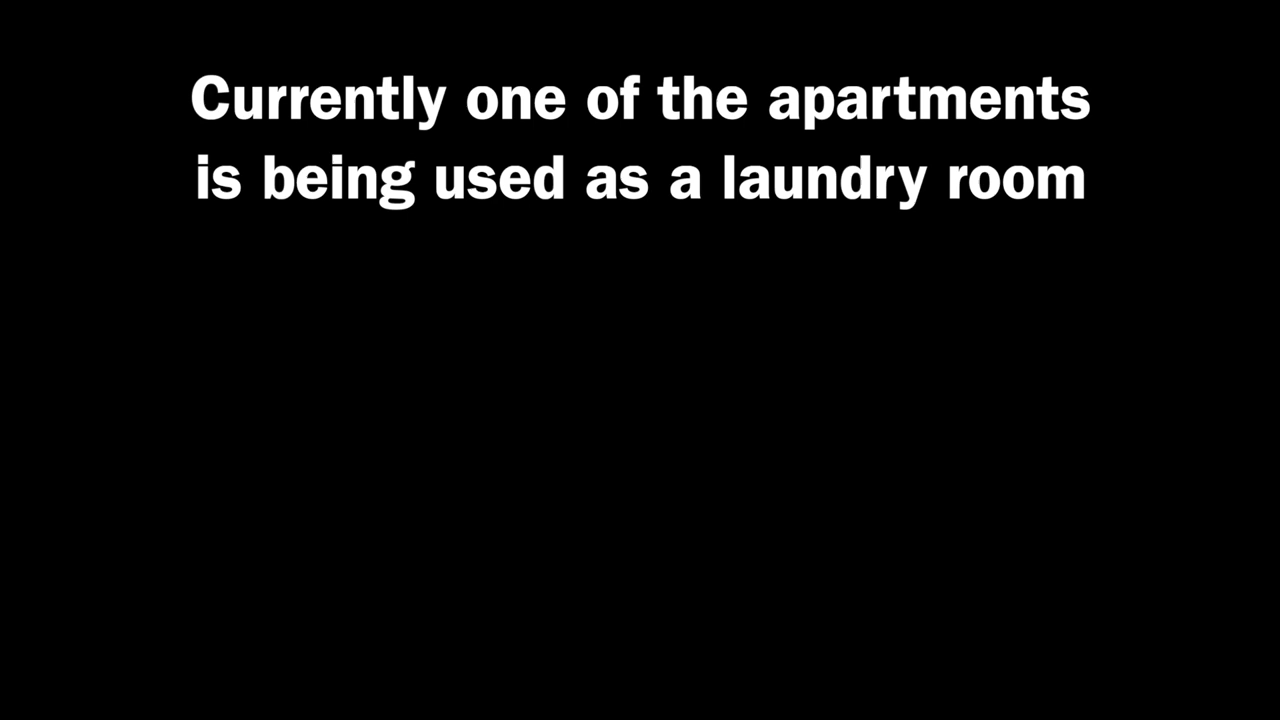 Currently one of the apartments
is being used as a laundry room